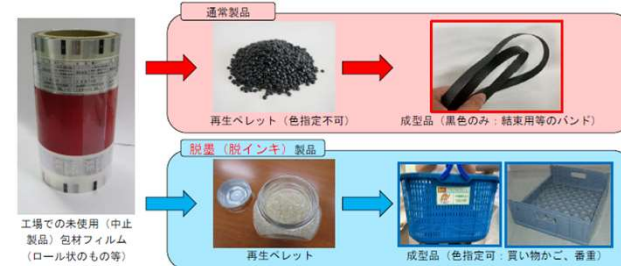 通常製品
再生ペレット（色指定不可）
成型品（黒色のみ：結束用等のバンド）
脱墨（脱インキ）製品
工場での未使用（中止
製品）包材フィルム
（ロール状のもの等）
再生ペレット
成型品（色指定可：買い物かご、番重）